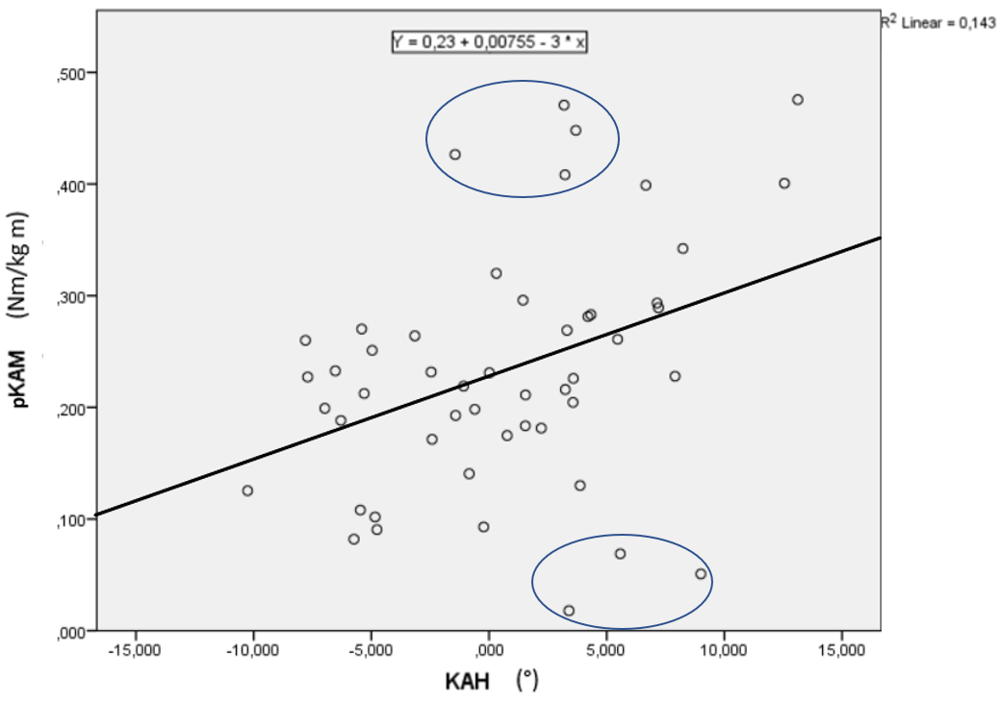 R² Linear = 0,143
Y = 0,23 + 0,00755 - 3 * x
,500
,400
,300
,200
,100
,000
pKAM (Nm/kg m)
-15,000 -10,000 -5,000 ,000 5,000 10,000 15,000
KAH (°)